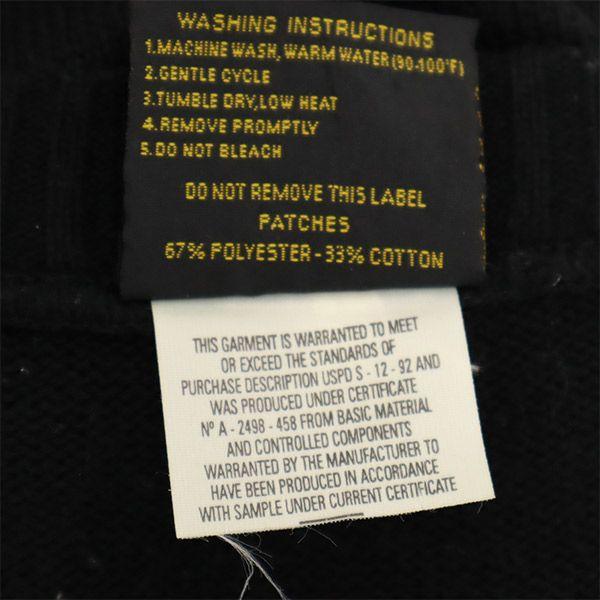 WASHING INSTRUCTIONS
1.MACHINE WASH, WARM WATER (90-100°F)
2.GENTLE CYCLE
3.TUMBLE DRY,LOW HEAT
4.REMOVE PROMPTLY
5.DO NOT BLEACH
DO NOT REMOVE THIS LABEL
PATCHES
67% POLYESTER-33% COTTON
THIS GARMENT IS WARRANTED TO MEET
OR EXCEED THE STANDARDS OF
PURCHASE DESCRIPTION USPD S - 12 - 92 AND
WAS PRODUCED UNDER CERTIFICATE
Nº A - 2498 - 458 FROM BASIC MATERIAL
AND CONTROLLED COMPONENTS
WARRANTED BY THE MANUFACTURER TO
HAVE BEEN PRODUCED IN ACCORDANCE
WITH SAMPLE UNDER CURRENT CERTIFICATE